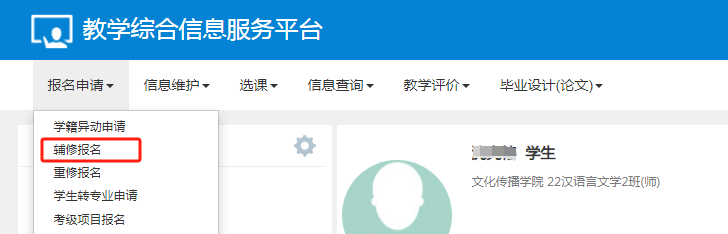 教学综合信息服务平台
报名申请 信息维护 选课 信息查询 教学评价 毕业设计(论文)
学籍异动申请
辅修报名
重修报名
学生转专业申请
考级项目报名
学生
文化传播学院 22汉语言文学2班(师)